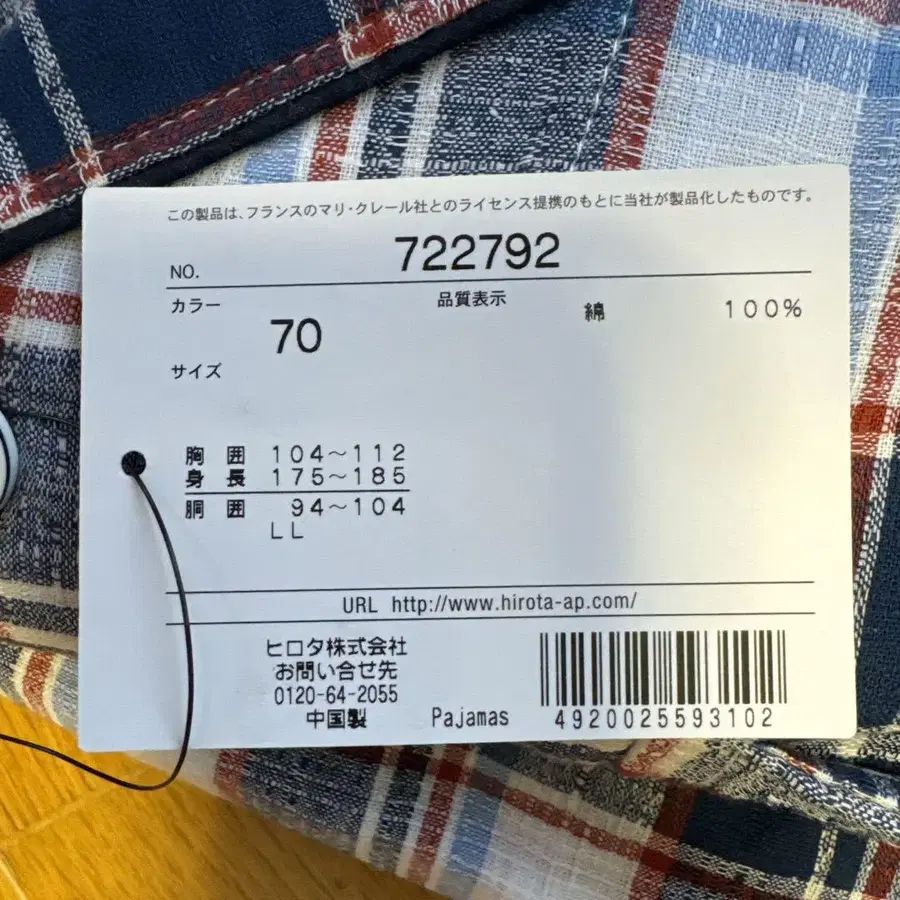 この製品は、フランスのマリ・クレール社とのライセンス提携のもとに当社が製品化したものです。
NO. 722792
カラー 70
品質表示 綿 100%
サイズ
胸囲 104～112
身長 175～185
胴囲 94～104
LL
URL http://www.hirota-ap.com/
ヒロタ株式会社
お問い合せ先
0120-64-2055
中国製
Pajamas
4920025593102